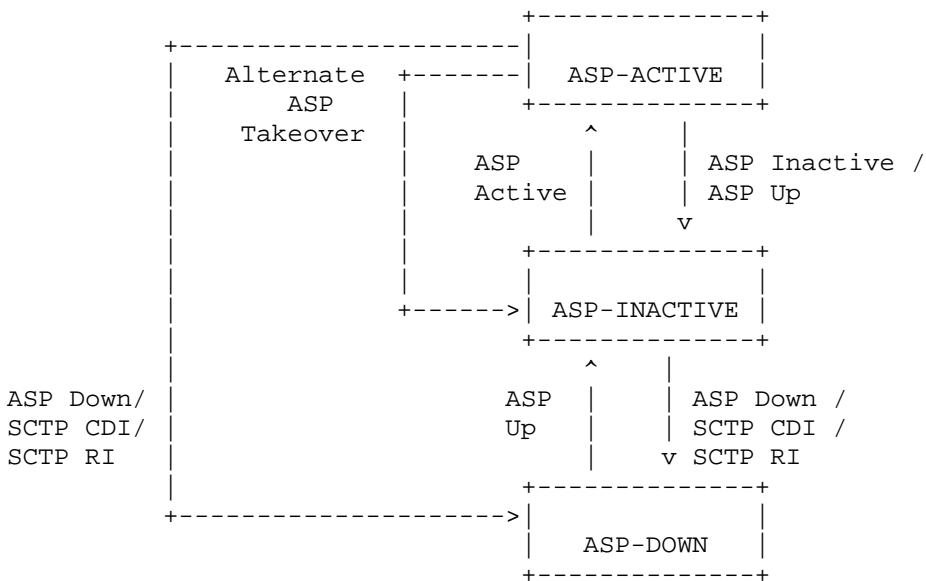 Alternate
ASP-ACTIVE
ASP
Takeover
ASP
ASP Inactive /
Active
ASP Up
ASP-INACTIVE
ASP Down/
ASP
ASP Down /
SCTP CDI/
Up
SCTP CDI /
SCTP RI
SCTP RI
ASP-DOWN